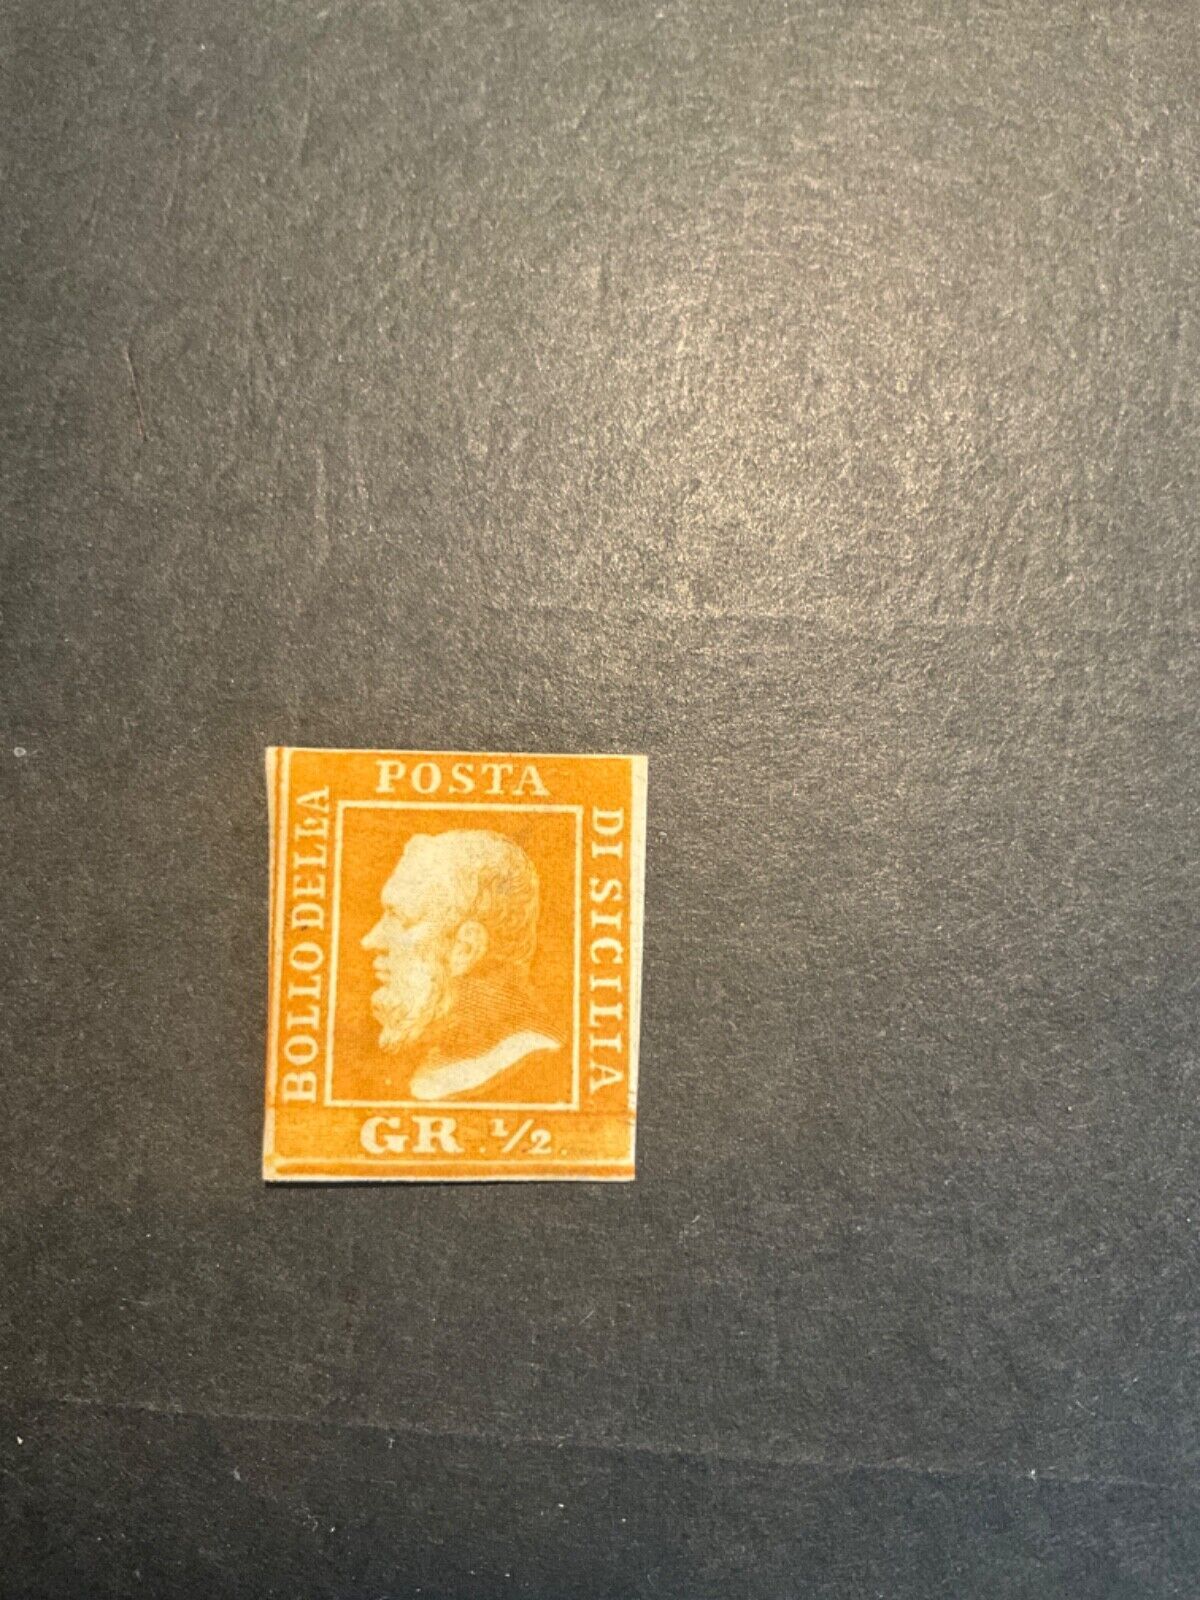 BOLLO DELLA
POSTA
DI SICILIA
GR. ½.